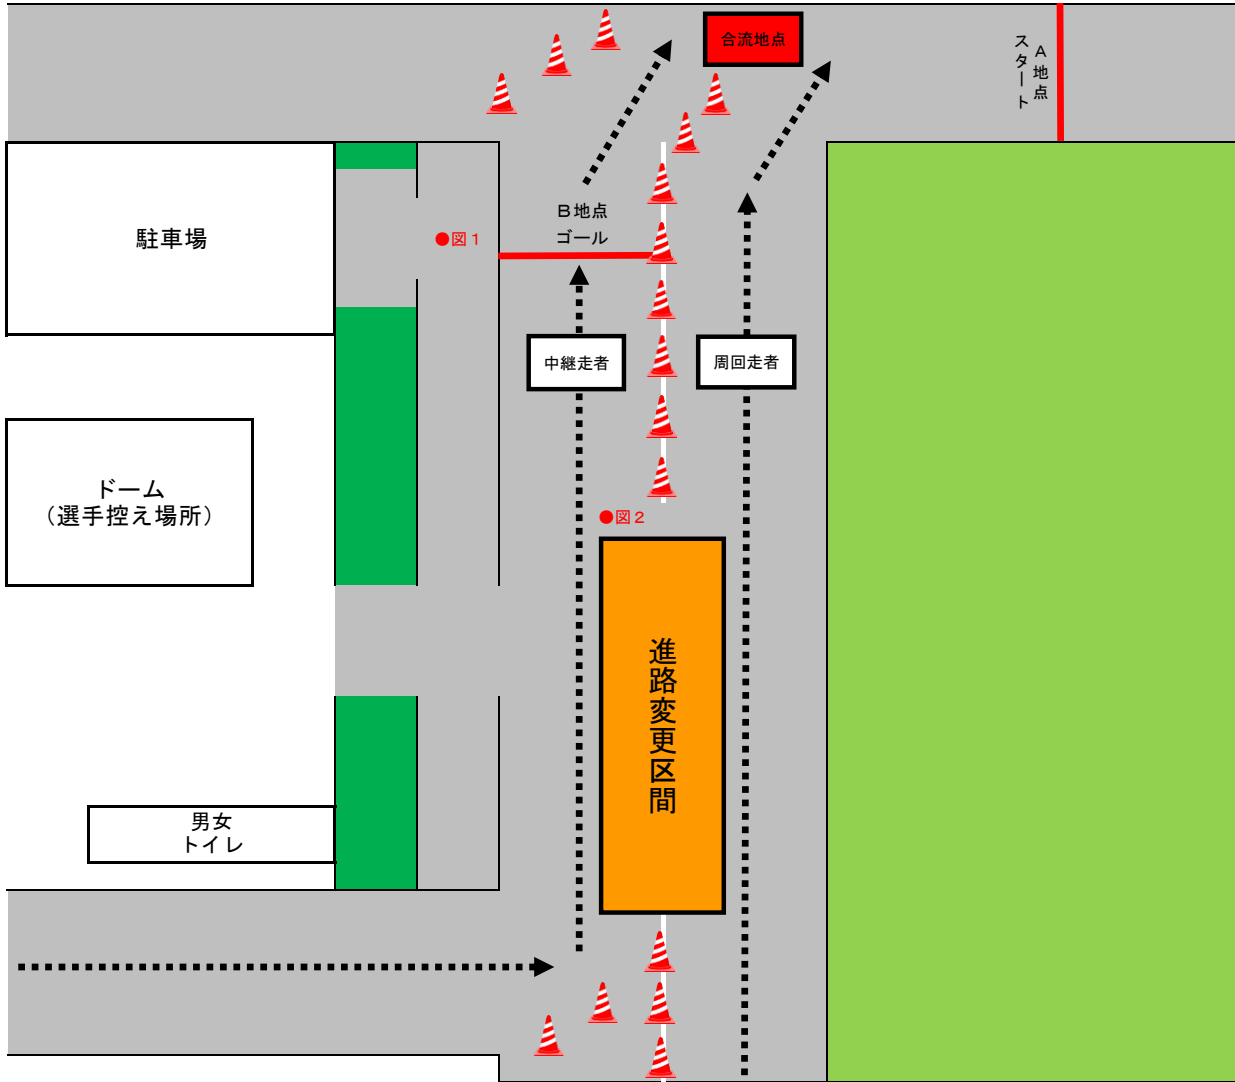 合流地点
A地点
スタート
駐車場
●図1
B地点
ゴール
中継走者
周回走者
ドーム
（選手控え場所）
●図2
進路変更区間
男女
トイレ